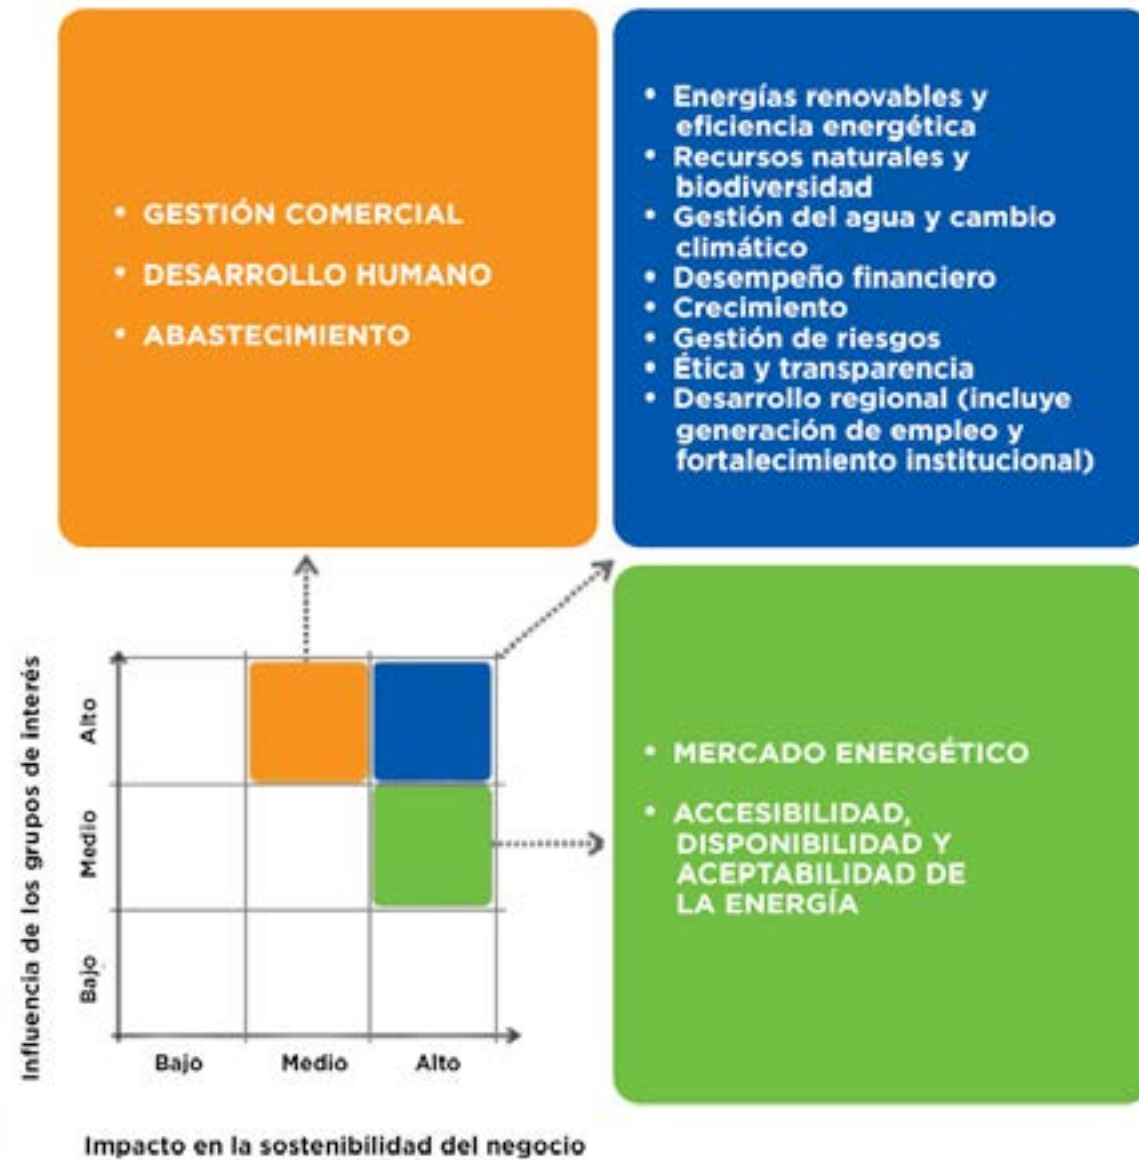 • GESTIÓN COMERCIAL
• DESARROLLO HUMANO
• ABASTECIMIENTO
• Energías renovables y
eficiencia energética
• Recursos naturales y
biodiversidad
• Gestión del agua y cambio
climático
• Desempeño financiero
• Crecimiento
• Gestión de riesgos
• Ética y transparencia
• Desarrollo regional (incluye
generación de empleo y
fortalecimiento institucional)
• MERCADO ENERGÉTICO
• ACCESIBILIDAD,
DISPONIBILIDAD Y
ACEPTABILIDAD DE
LA ENERGÍA
Influencia de los grupos de interés
Alto
Medio
Bajo
Bajo Medio Alto
Impacto en la sostenibilidad del negocio